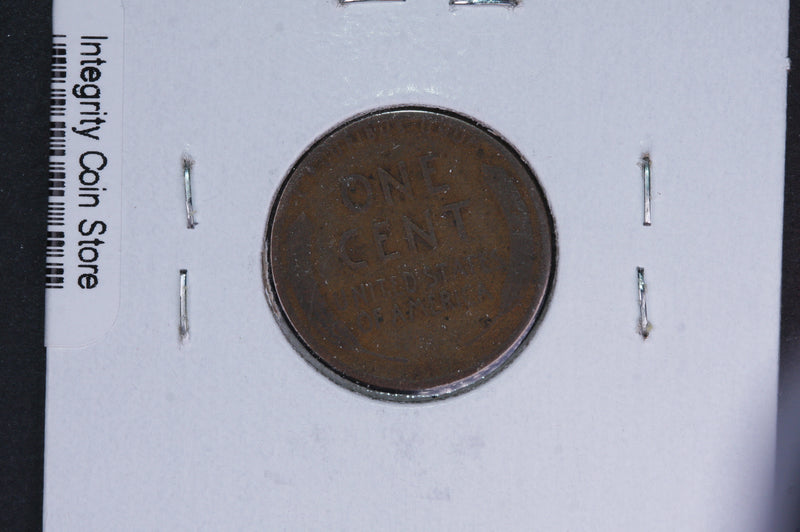 Integrity Coin Store
ONE
CENT
UNITED STATES
OF AMERICA